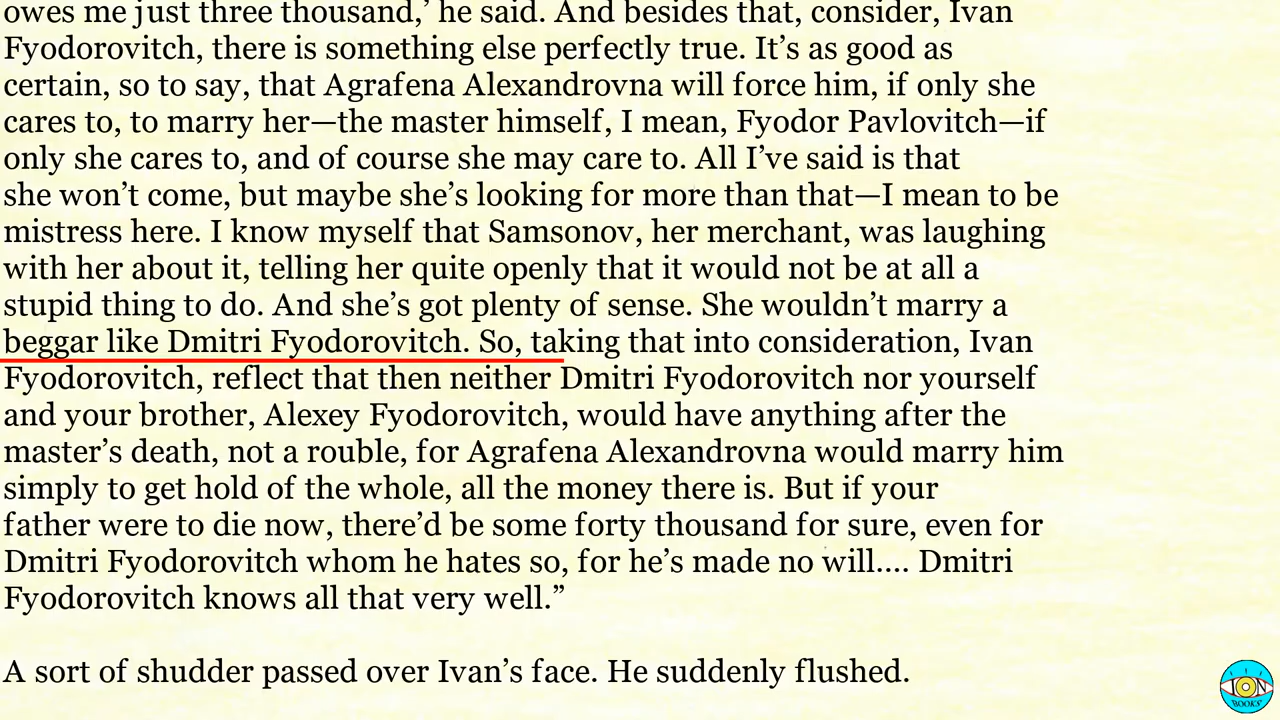 owes me just three thousand,’ he said. And besides that, consider, Ivan
Fyodorovitch, there is something else perfectly true. It’s as good as
certain, so to say, that Agrafena Alexandrovna will force him, if only she
cares to, to marry her—the master himself, I mean, Fyodor Pavlovitch—if
only she cares to, and of course she may care to. All I’ve said is that
she won’t come, but maybe she’s looking for more than that—I mean to be
mistress here. I know myself that Samsonov, her merchant, was laughing
with her about it, telling her quite openly that it would not be at all a
stupid thing to do. And she’s got plenty of sense. She wouldn’t marry a
beggar like Dmitri Fyodorovitch. So, taking that into consideration, Ivan
Fyodorovitch, reflect that then neither Dmitri Fyodorovitch nor yourself
and your brother, Alexey Fyodorovitch, would have anything after the
master’s death, not a rouble, for Agrafena Alexandrovna would marry him
simply to get hold of the whole, all the money there is. But if your
father were to die now, there’d be some forty thousand for sure, even for
Dmitri Fyodorovitch whom he hates so, for he’s made no will.... Dmitri
Fyodorovitch knows all that very well.”
A sort of shudder passed over Ivan’s face. He suddenly flushed.
ION
BOOKS